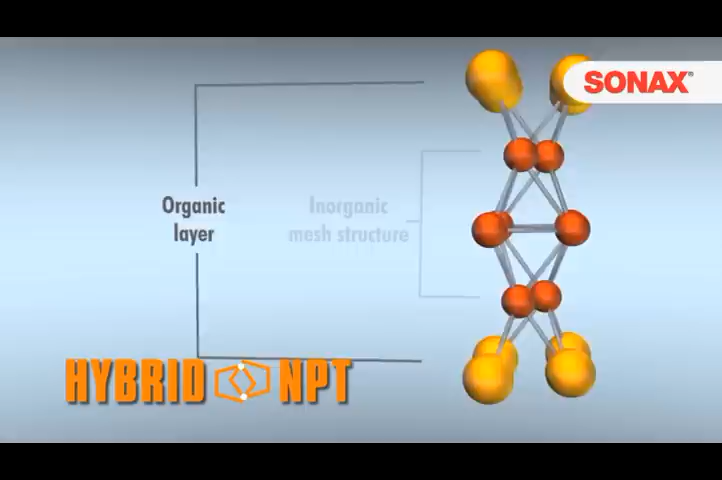 SONAX®
Organic
layer
Inorganic
mesh structure
HYBRID NPT